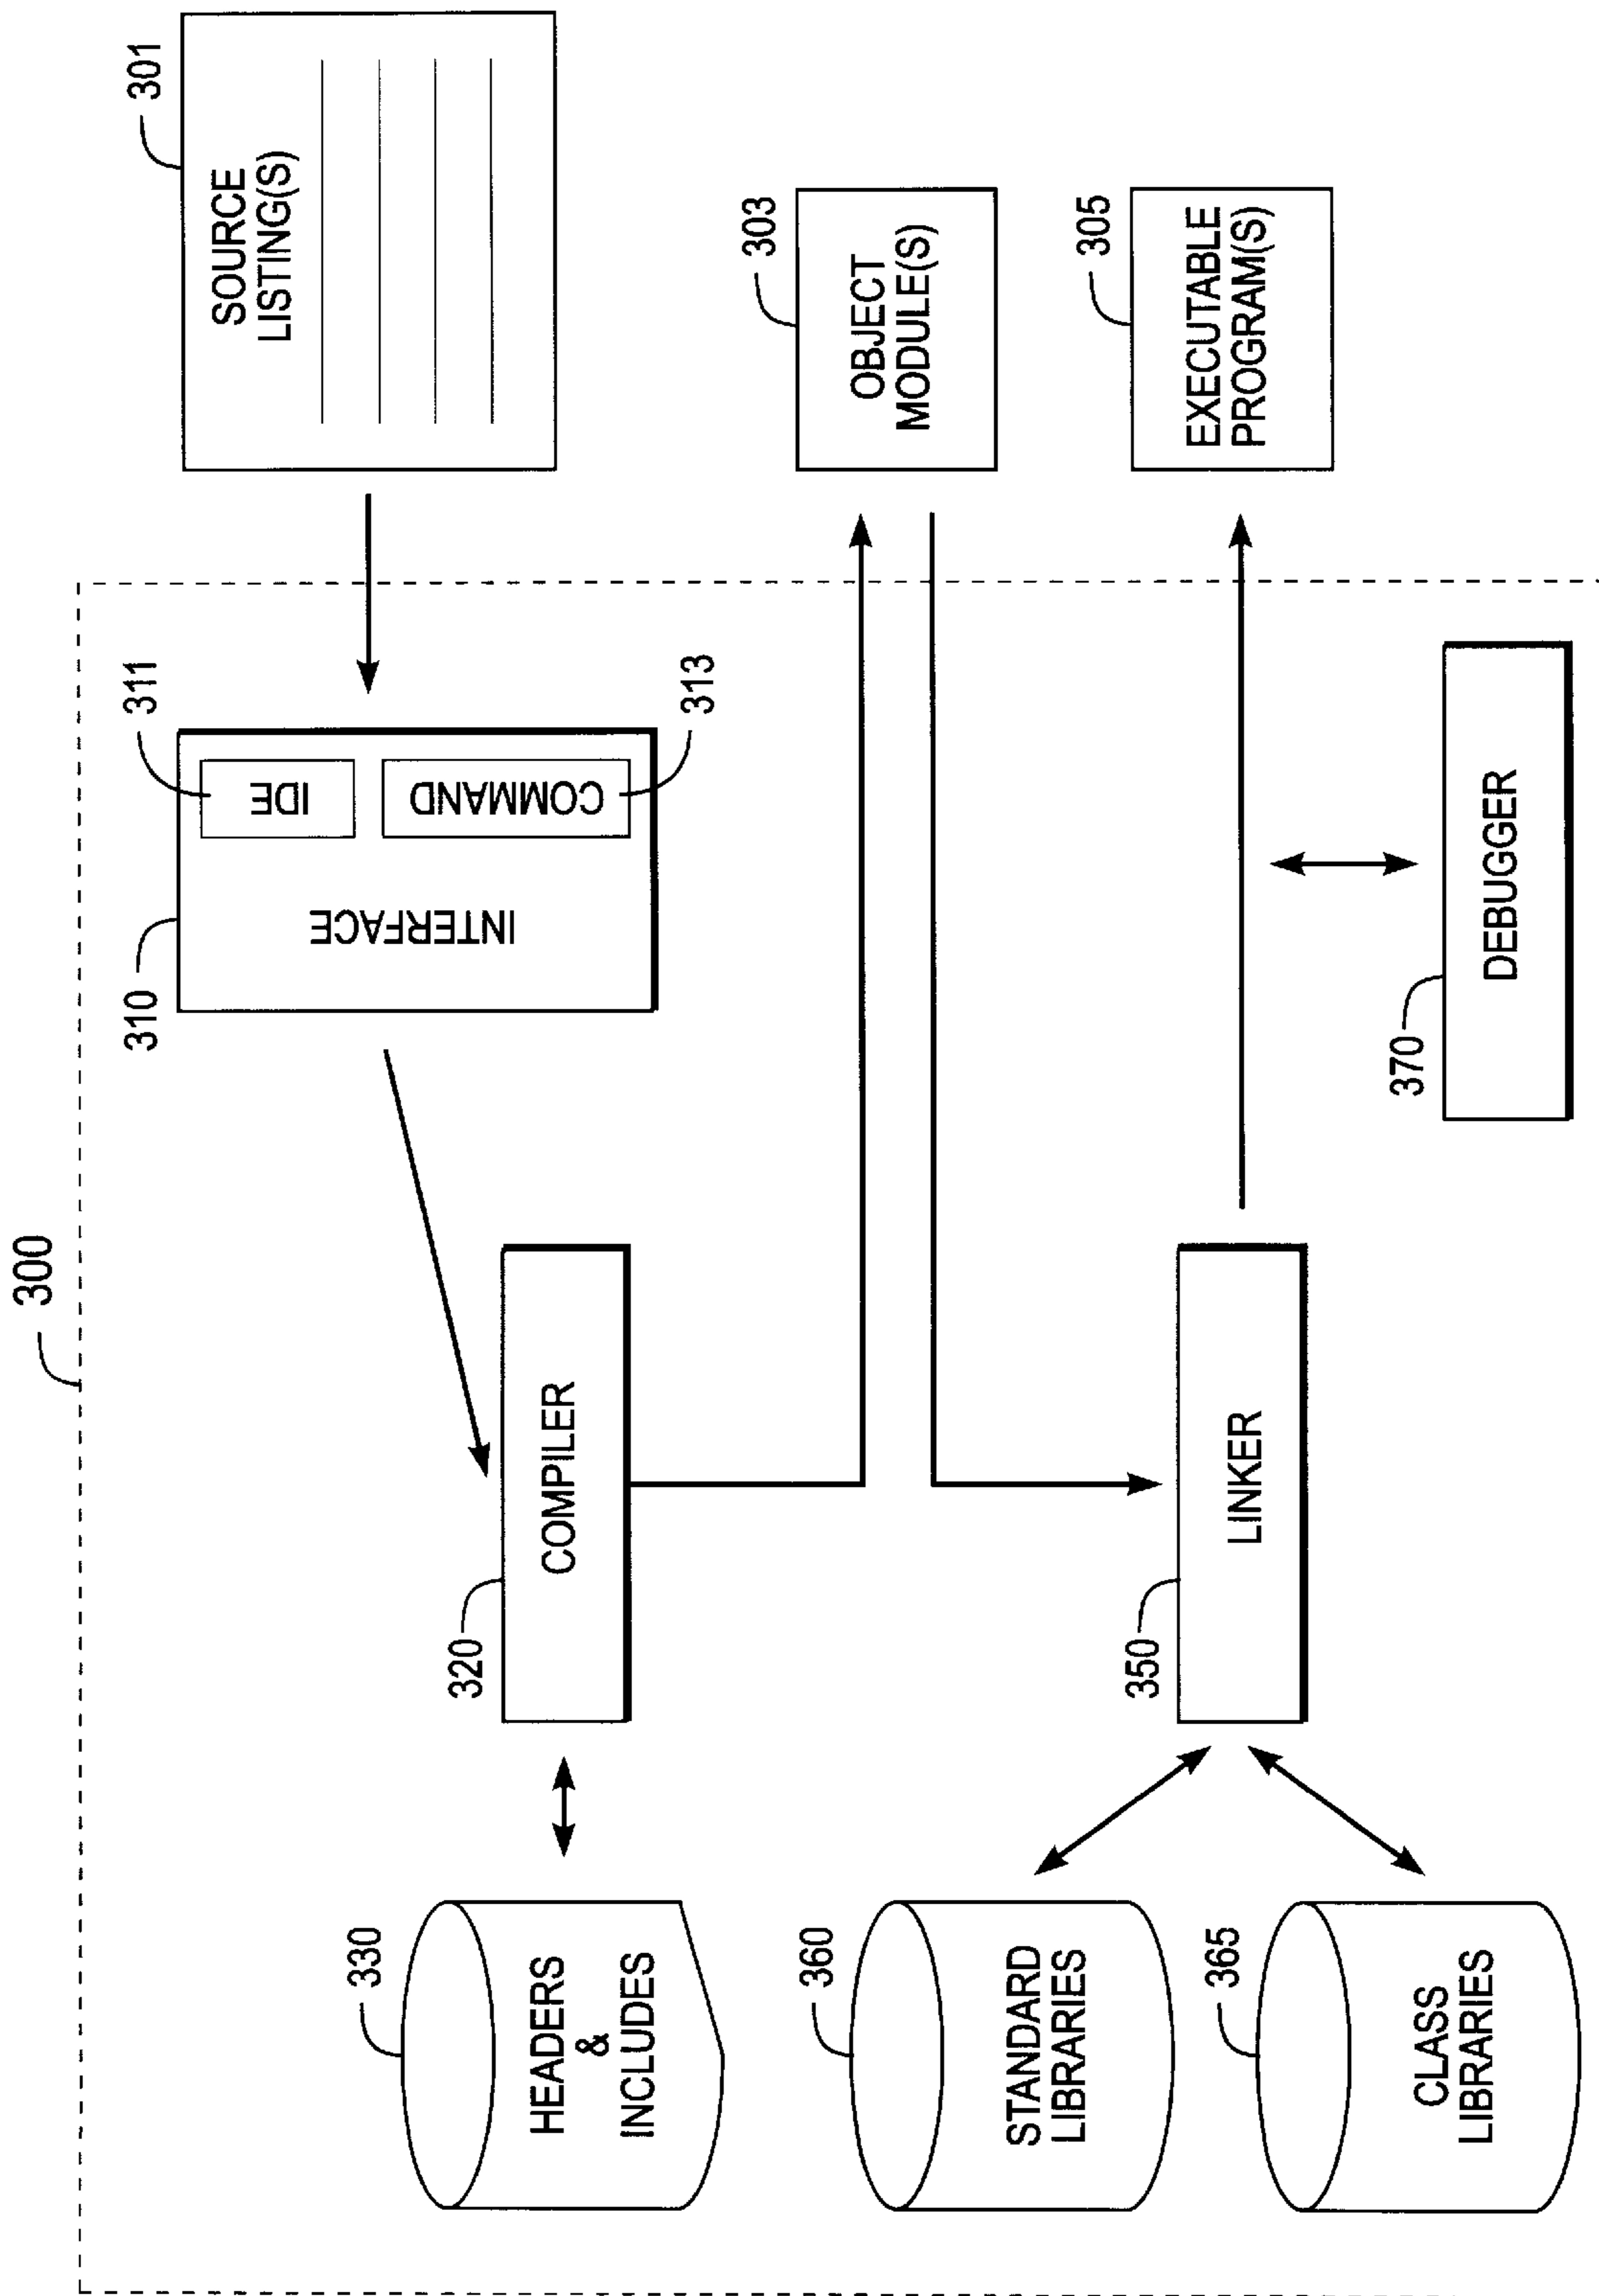 300
330
HEADERS
&
INCLUDES
320
COMPILER
310
INTERFACE
311
IDE
313
COMMAND
301
SOURCE
LISTING(S)
360
STANDARD
LIBRARIES
303
OBJECT
MODULE(S)
365
CLASS
LIBRARIES
350
LINKER
305
EXECUTABLE
PROGRAM(S)
370
DEBUGGER